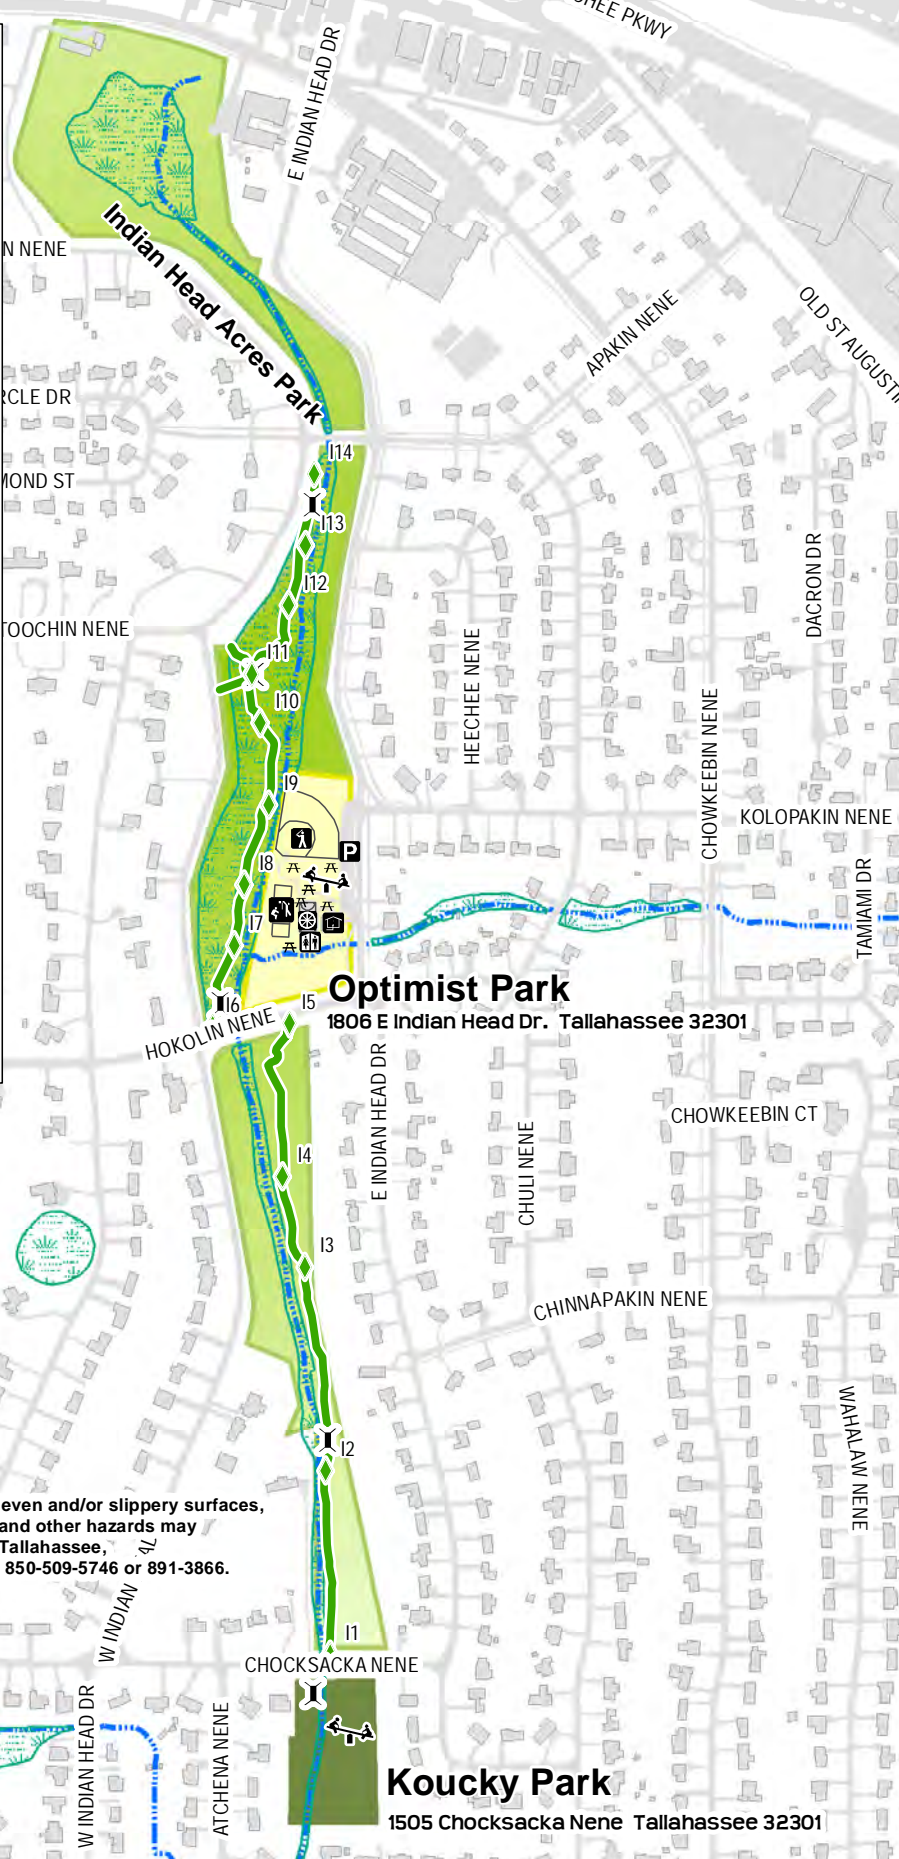 HEE PKWY
E INDIAN HEAD DR
N NENE
Indian Head Acres Park
OLD ST AUGUSTI
APAKIN NENE
RCLE DR
I14
MOND ST
I13
DACRON DR
I12
TOOCHIN NENE
I11
HEECHEE NENE
I10
CHOWKEEBIN NENE
I9
KOLOPAKIN NENE
P
I8
TAMAMI DR
I7
Optimist Park
I6
I5
1806 E Indian Head Dr. Tallahassee 32301
HOKOLIN NENE
E INDIAN HEAD DR
CHOWKEEBIN CT
I4
CHULI NENE
I3
CHINNAPAKIN NENE
WAHALAW NENE
I2
even and/or slippery surfaces,
and other hazards may
Tallahassee,
850-509-5746 or 891-3866.
W INDIAN
I1
CHOCKSACKA NENE
W INDIAN HEAD DR
ATCHENA NENE
Koucky Park
1505 Chocksacka Nene Tallahassee 32301